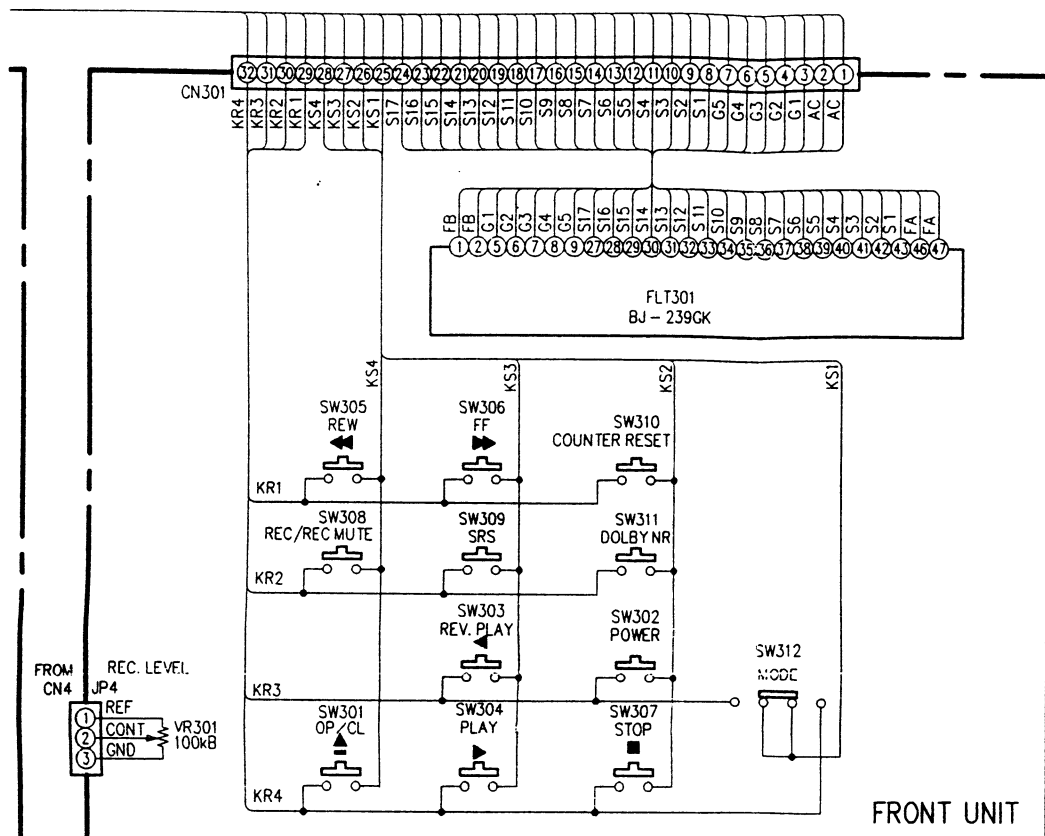 32 31 30 29 28 27 26 25 24 23 22 21 20 19 18 17 16 15 14 13 12 11 10 9 8 7 6 5 4 3 2 1
CN301
KR4 KR3 KR2 KR1 KS4 KS3 KS2 KS1 S17 S16 S15 S14 S13 S12 S11 S10 S9 S8 S7 S6 S5 S4 S3 S2 S1 G5 G4 G3 G2 G1 AC AC
FB FB G1 G2 G3 G4 G5 S17 S16 S15 S14 S13 S12 S11 S10 S9 S8 S7 S6 S5 S4 S3 S2 S1 FA FA
1 2 5 6 7 8 9 27 28 29 30 31 32 33 34 35 36 37 38 39 40 41 42 43 46 47
FLT301
BJ - 239GK
KS4 KS3 KS2 KS1
SW305
REW
SW306
FF
SW310
COUNTER RESET
KR1
SW308
REC/REC MUTE
SW309
SRS
SW311
DOLBY NR
KR2
SW303
REV. PLAY
SW302
POWER
SW312
MODE
KR3
SW301
OP/CL
SW304
PLAY
SW307
STOP
KR4
FROM
CN4
REC. LEVEL
JP4
1 REF
2 CONT
3 GND
VR301
100kB
FRONT UNIT